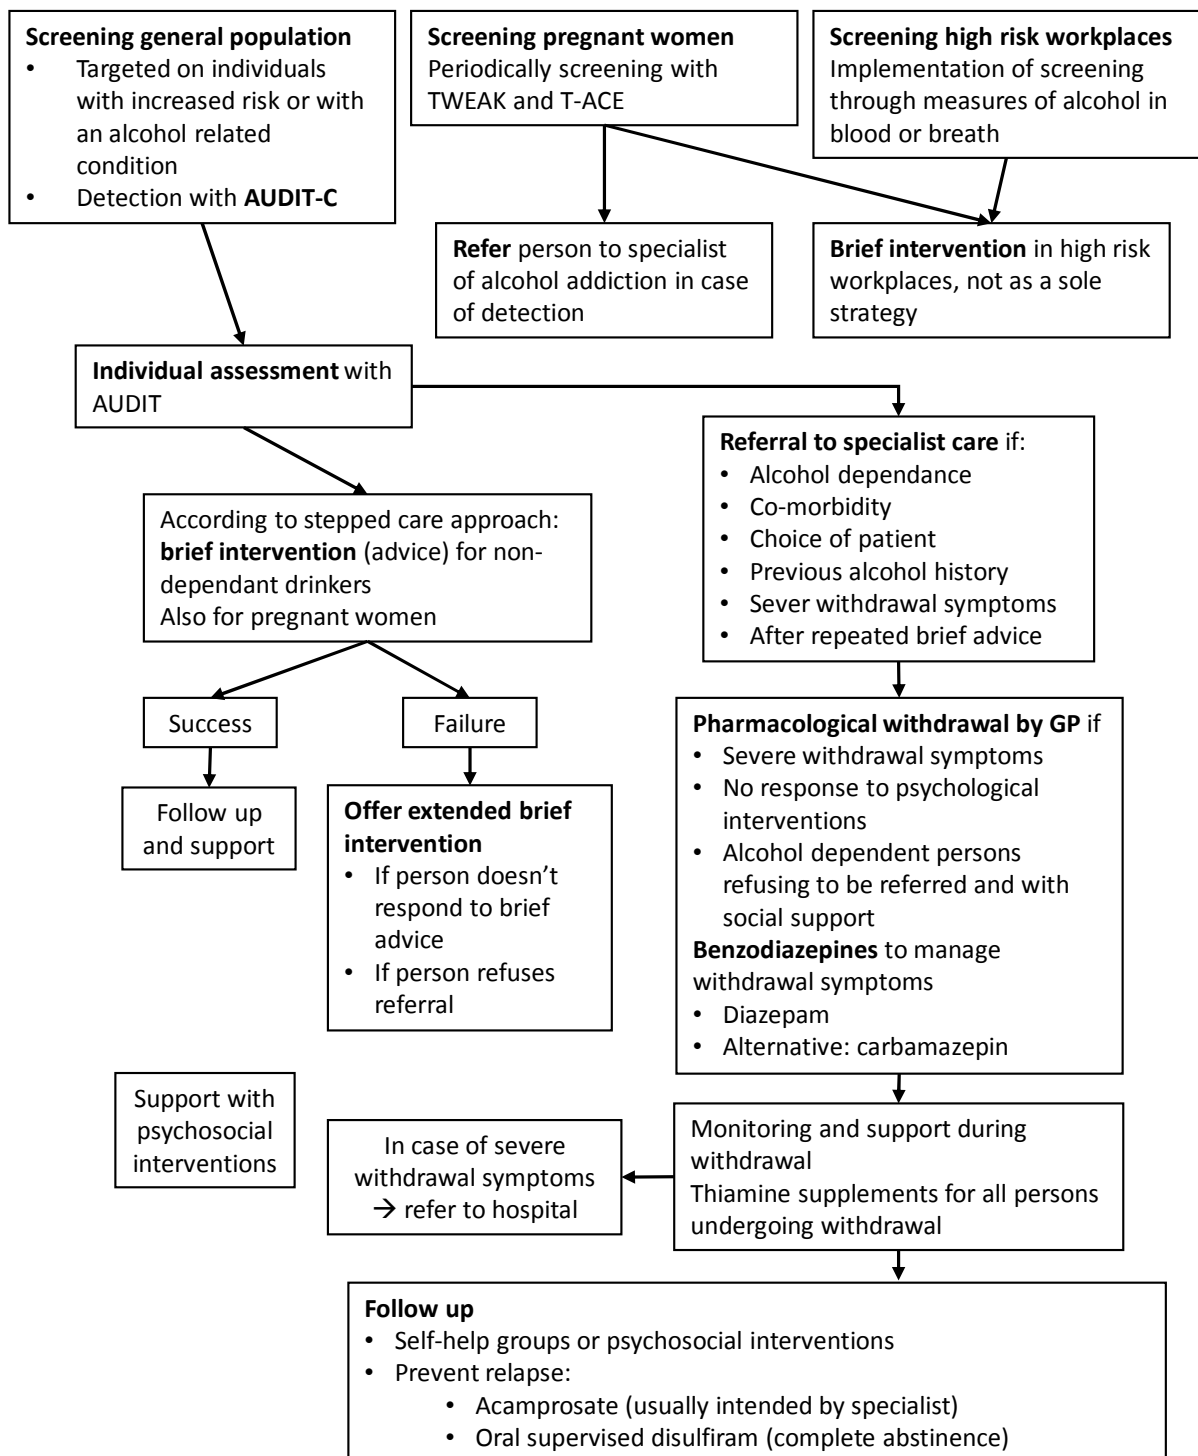 Screening general population
• Targeted on individuals
with increased risk or with
an alcohol related
condition
• Detection with AUDIT-C
Screening pregnant women
Periodically screening with
TWEAK and T-ACE
Screening high risk workplaces
Implementation of screening
through measures of alcohol in
blood or breath
Refer person to specialist
of alcohol addiction in case
of detection
Brief intervention in high risk
workplaces, not as a sole
strategy
Individual assessment with
AUDIT
Referral to specialist care if:
• Alcohol dependance
• Co-morbidity
• Choice of patient
• Previous alcohol history
• Sever withdrawal symptoms
• After repeated brief advice
According to stepped care approach:
brief intervention (advice) for non-
dependant drinkers
Also for pregnant women
Success
Failure
Follow up
and support
Offer extended brief
intervention
• If person doesn't
respond to brief
advice
• If person refuses
referral
Pharmacological withdrawal by GP if
• Severe withdrawal symptoms
• No response to psychological
interventions
• Alcohol dependent persons
refusing to be referred and with
social support
Benzodiazepines to manage
withdrawal symptoms
• Diazepam
• Alternative: carbamazepin
Support with
psychosocial
interventions
In case of severe
withdrawal symptoms
→ refer to hospital
Monitoring and support during
withdrawal
Thiamine supplements for all persons
undergoing withdrawal
Follow up
• Self-help groups or psychosocial interventions
• Prevent relapse:
• Acamprosate (usually intended by specialist)
• Oral supervised disulfiram (complete abstinence)